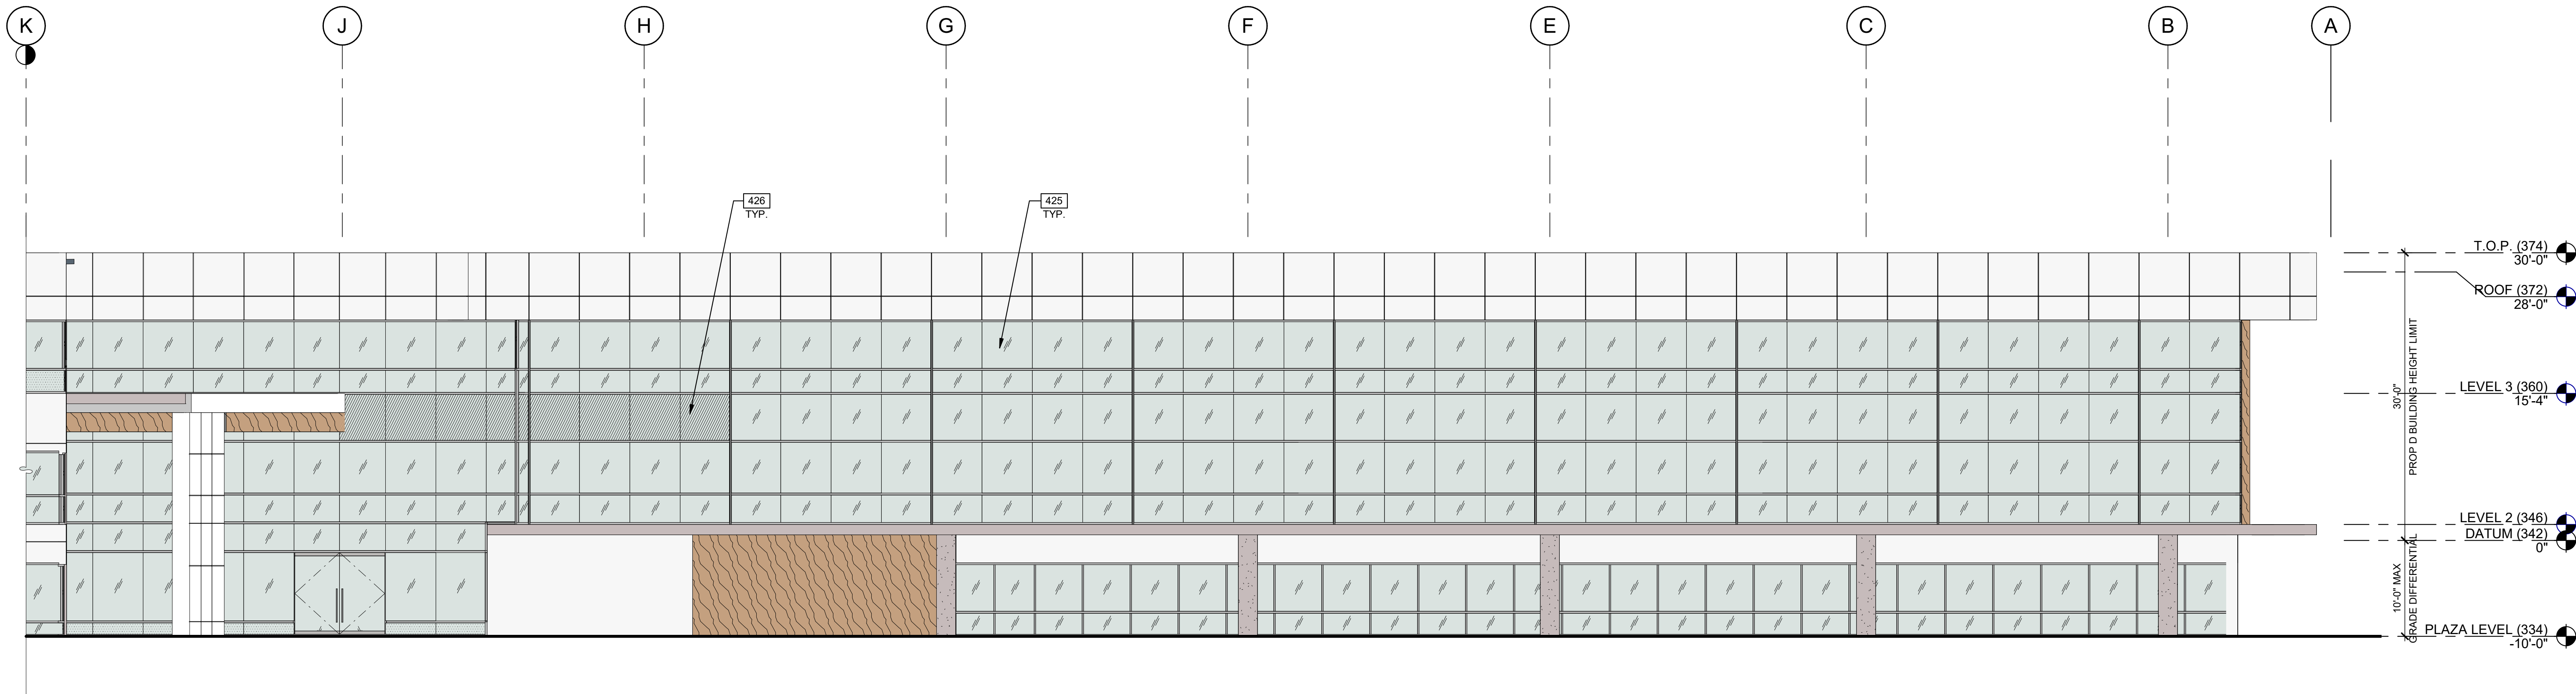 K
J
H
G
F
E
C
B
A
426
TYP.
425
TYP.
T.O.P. (374)
30'-0"
ROOF (372)
28'-0"
LEVEL 3 (360)
15'-4"
LEVEL 2 (346)
DATUM (342)
0"
PLAZA LEVEL (334)
-10'-0"
30'-0"
PROP D BUILDING HEIGHT LIMIT
10'-0" MAX
GRADE DIFFERENTIAL